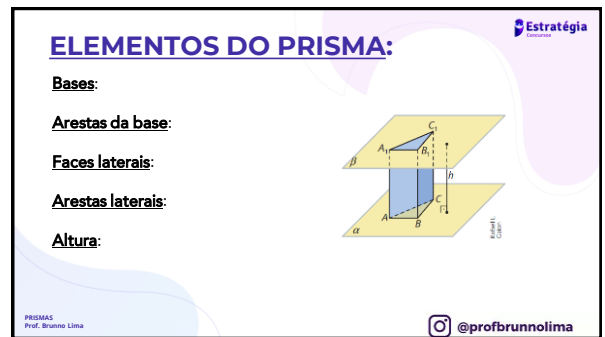 Estratégia
Concursos
ELEMENTOS DO PRISMA:
Bases:
Arestas da base:
Faces laterais:
Arestas laterais:
Altura:
C₁
A₁
B₁
β
h
C
A
B
α
PRISMAS
Prof. Brunno Lima
@profbrunnolima